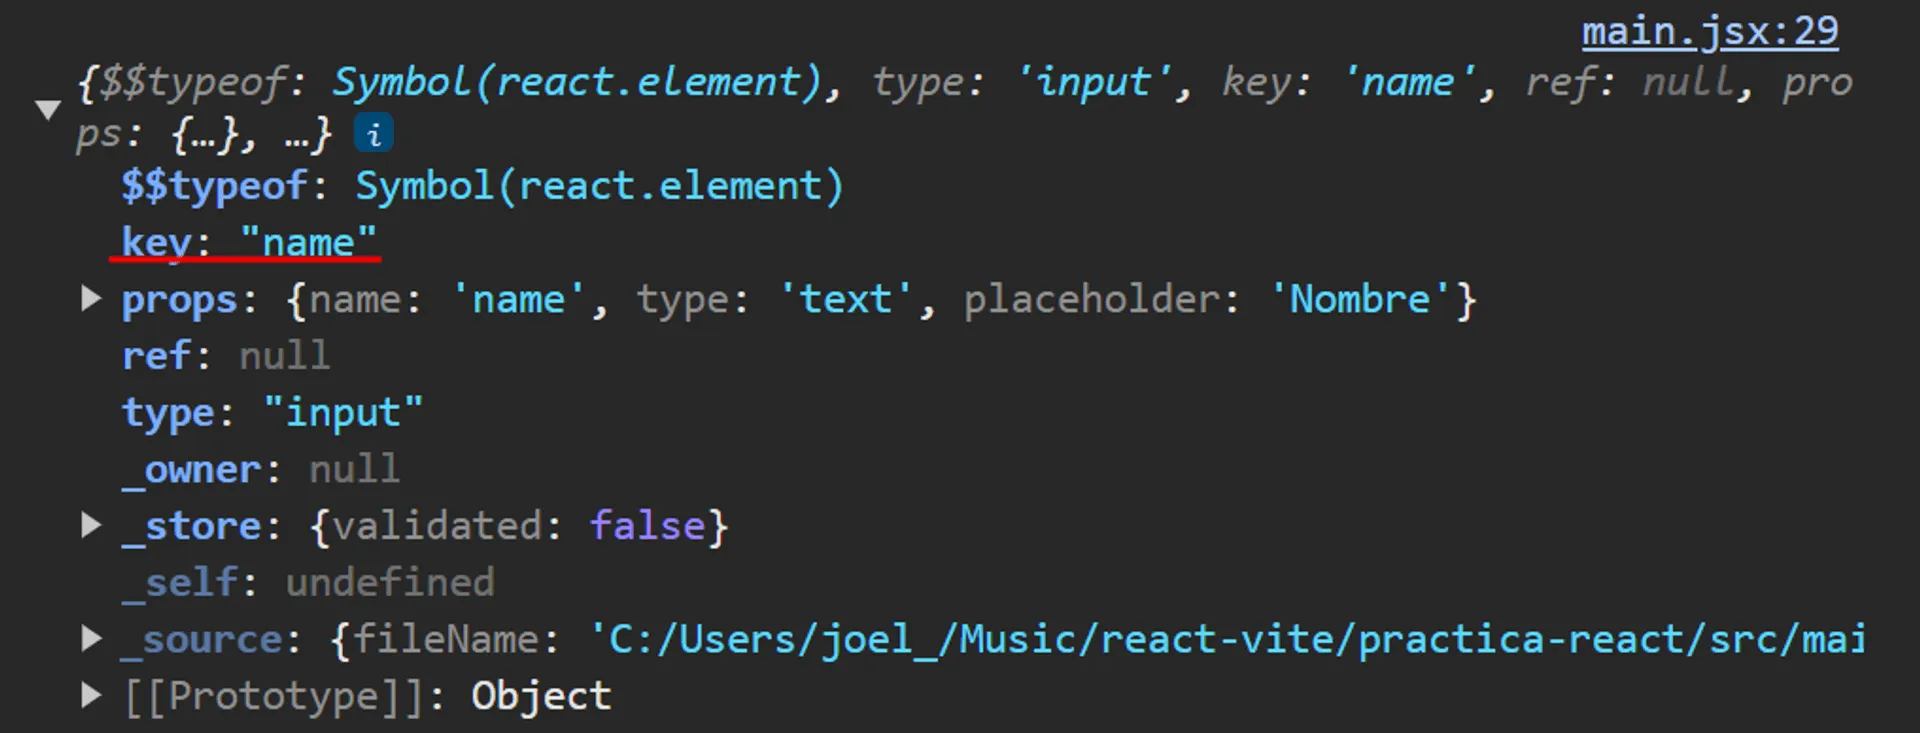 main.jsx:29
{$$typeof: Symbol(react.element), type: 'input', key: 'name', ref: null, pro
ps: {…}, …} i
$$typeof: Symbol(react.element)
key: "name"
props: {name: 'name', type: 'text', placeholder: 'Nombre'}
ref: null
type: "input"
_owner: null
_store: {validated: false}
_self: undefined
_source: {fileName: 'C:/Users/joel_/Music/react-vite/practica-react/src/mai
[[Prototype]]: Object